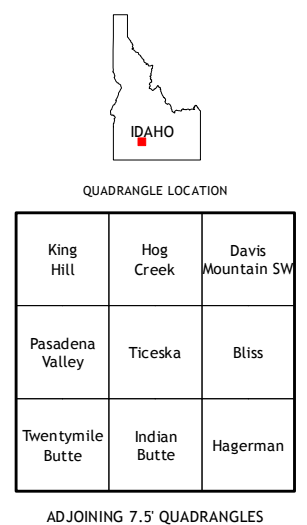 IDAHO
QUADRANGLE LOCATION
King
Hill
Hog
Creek
Davis
Mountain SW
Pasadena
Valley
Ticeska
Bliss
Twentymile
Butte
Indian
Butte
Hagerman
ADJOINING 7.5' QUADRANGLES